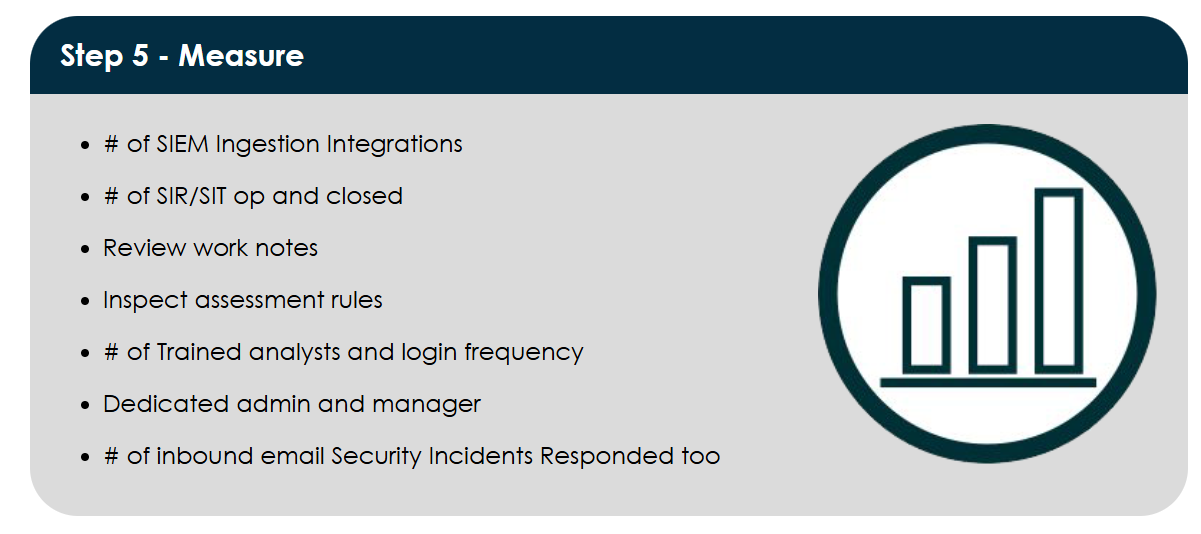 Step 5 - Measure
# of SIEM Ingestion Integrations
# of SIR/SIT op and closed
Review work notes
Inspect assessment rules
# of Trained analysts and login frequency
Dedicated admin and manager
# of inbound email Security Incidents Responded too